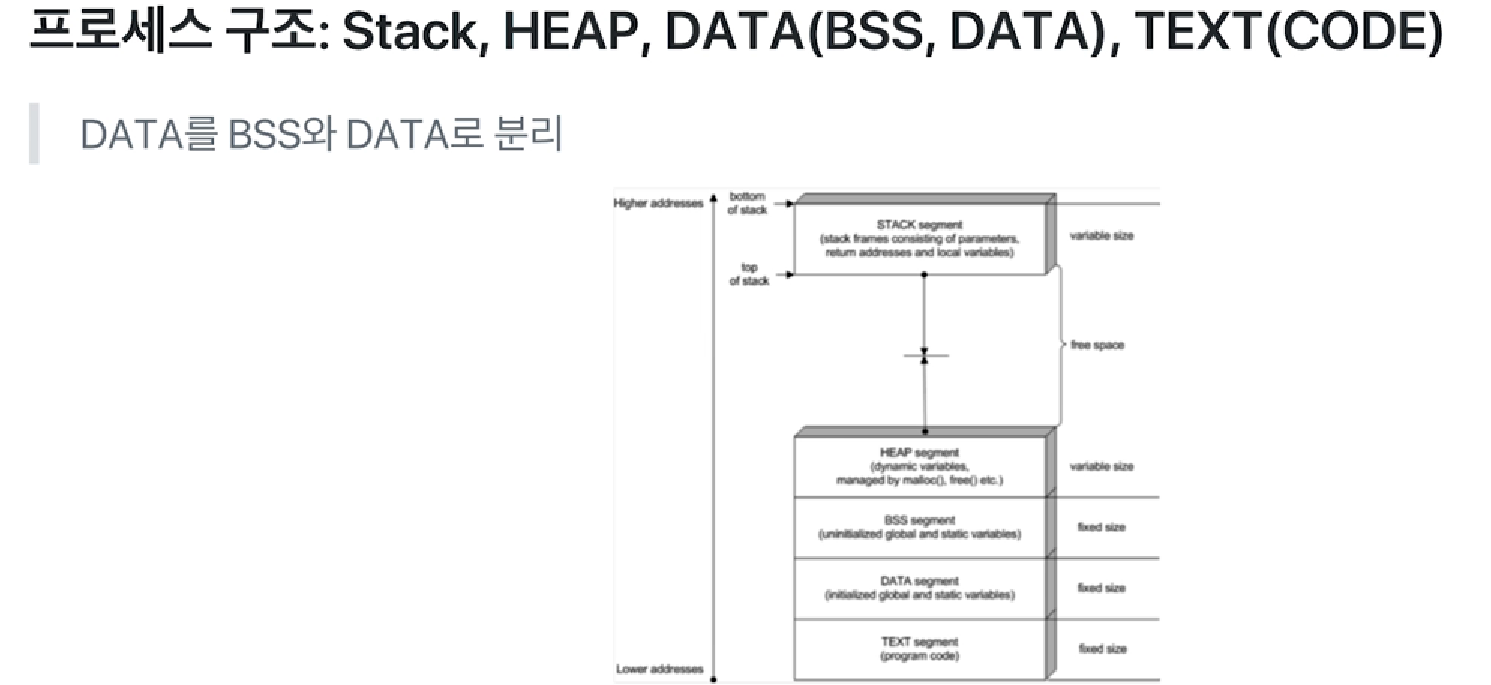 프로세스 구조: Stack, HEAP, DATA(BSS, DATA), TEXT(CODE)
DATA를 BSS와 DATA로 분리
Higher addresses
bottom
of stack
STACK segment
(stack frames consisting of parameters,
return addresses and local variables)
variable size
top
of stack
free space
HEAP segment
(dynamic variables,
managed by malloc(), free() etc.)
variable size
BSS segment
(uninitialized global and static variables)
fixed size
DATA segment
(initialized global and static variables)
fixed size
TEXT segment
(program code)
fixed size
Lower addresses